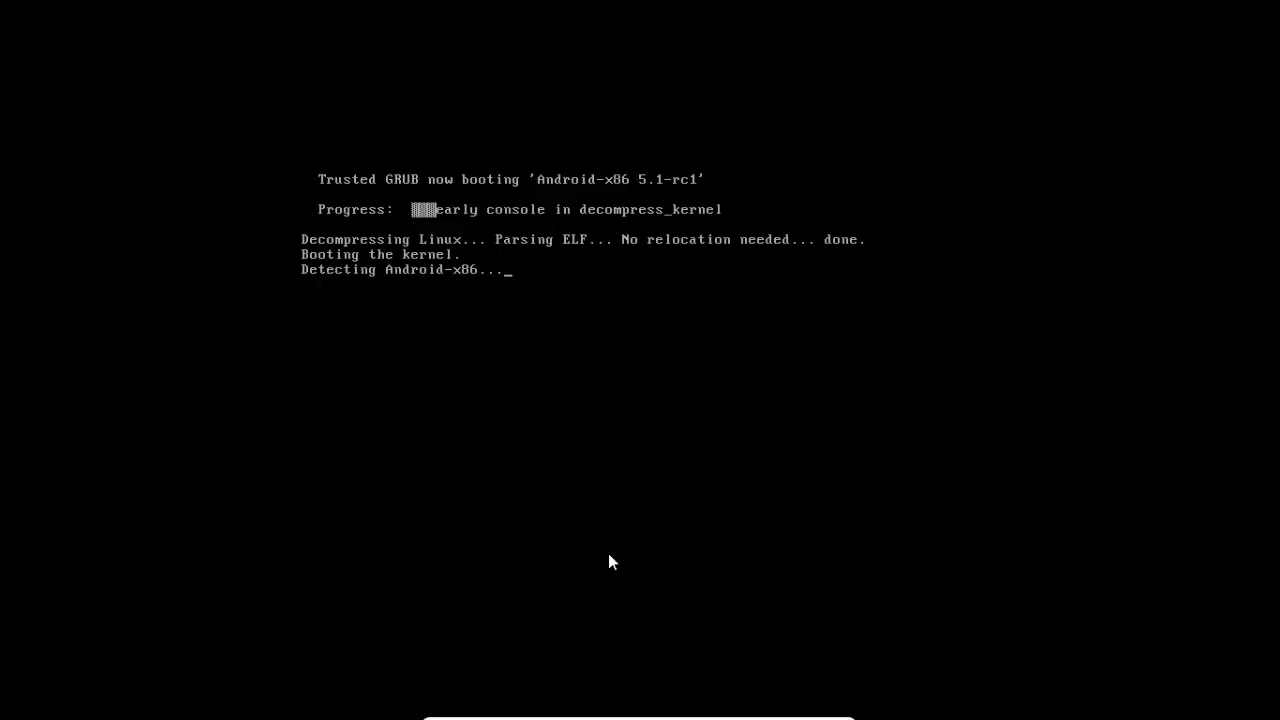 Trusted GRUB now booting 'Android-x86 5.1-rc1'
Progress: ▒▒▒early console in decompress_kernel
Decompressing Linux... Parsing ELF... No relocation needed... done.
Booting the kernel.
Detecting Android-x86..._